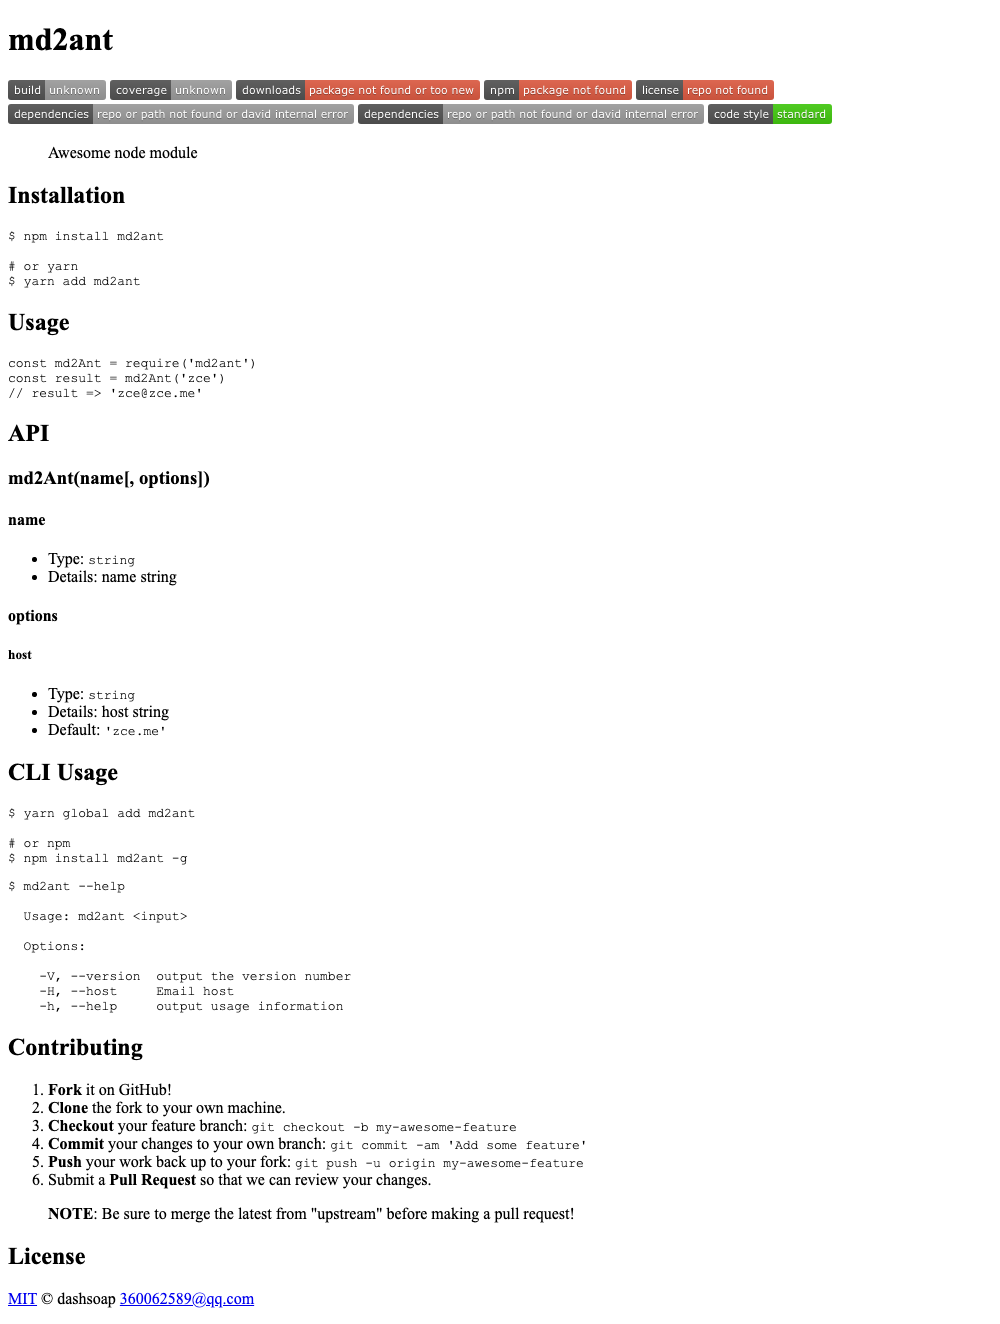 md2ant
build unknown coverage unknown downloads package not found or too new npm package not found license repo not found
dependencies repo or path not found or david internal error dependencies repo or path not found or david internal error code style standard
Awesome node module
Installation
$ npm install md2ant
# or yarn
$ yarn add md2ant
Usage
const md2Ant = require('md2ant')
const result = md2Ant('zce')
// result => 'zce@zce.me'
API
md2Ant(name[, options])
name
• Type: string
• Details: name string
options
host
• Type: string
• Details: host string
• Default: 'zce.me'
CLI Usage
$ yarn global add md2ant
# or npm
$ npm install md2ant -g
$ md2ant --help
Usage: md2ant <input>
Options:
-V, --version  output the version number
-H, --host     Email host
-h, --help     output usage information
Contributing
1. Fork it on GitHub!
2. Clone the fork to your own machine.
3. Checkout your feature branch: git checkout -b my-awesome-feature
4. Commit your changes to your own branch: git commit -am 'Add some feature'
5. Push your work back up to your fork: git push -u origin my-awesome-feature
6. Submit a Pull Request so that we can review your changes.
NOTE: Be sure to merge the latest from "upstream" before making a pull request!
License
MIT © dashsoap 360062589@qq.com